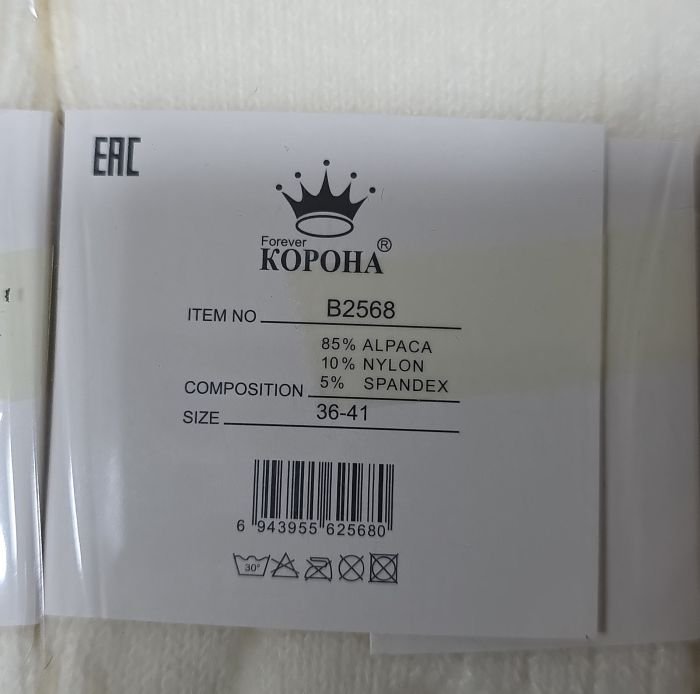 EAC
Forever
КОРОНА®
ITEM NO B2568
85% ALPACA
10% NYLON
COMPOSITION 5% SPANDEX
SIZE 36-41
6 943955 625680
30°